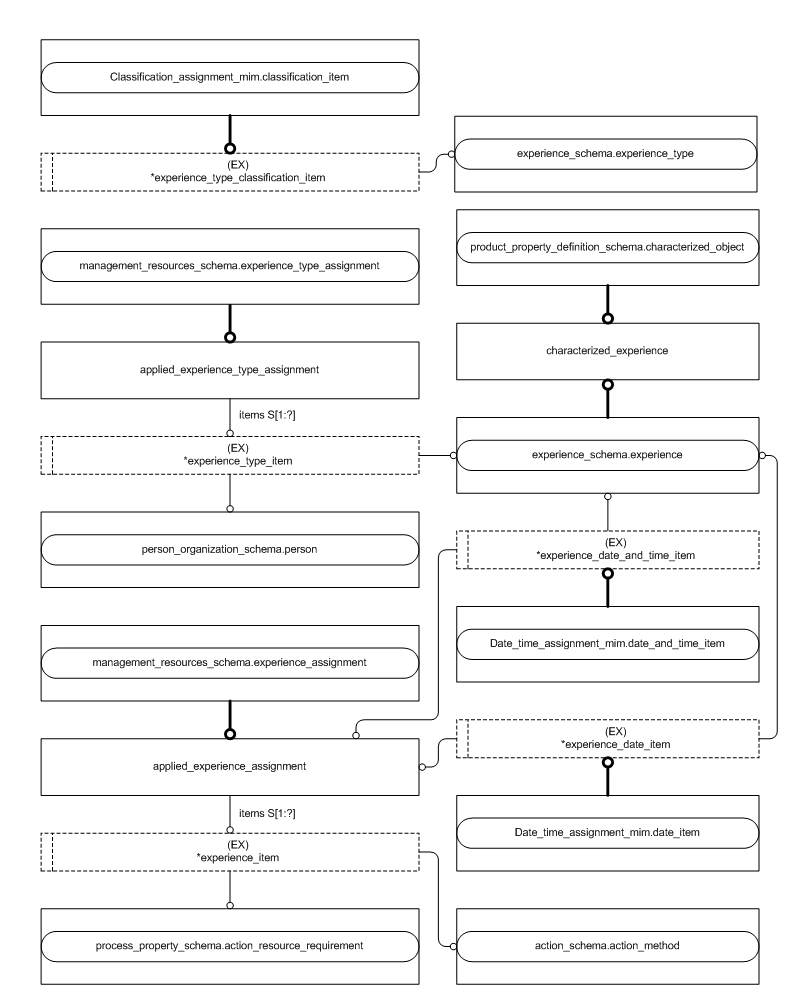 Classification_assignment_mim.classification_item
(EX)
*experience_type_classification_item
experience_schema.experience_type
management_resources_schema.experience_type_assignment
product_property_definition_schema.characterized_object
applied_experience_type_assignment
characterized_experience
items S[1:?]
(EX)
*experience_type_item
experience_schema.experience
person_organization_schema.person
(EX)
*experience_date_and_time_item
management_resources_schema.experience_assignment
Date_time_assignment_mim.date_and_time_item
applied_experience_assignment
(EX)
*experience_date_item
items S[1:?]
(EX)
*experience_item
Date_time_assignment_mim.date_item
process_property_schema.action_resource_requirement
action_schema.action_method